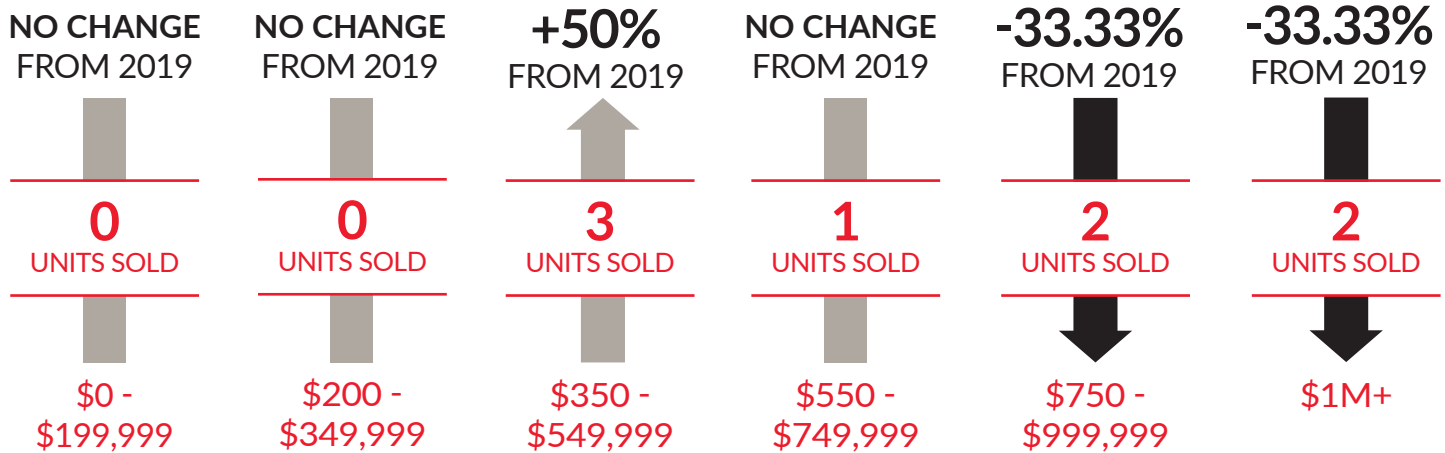 NO CHANGE
FROM 2019
0
UNITS SOLD
$0 -
$199,999
NO CHANGE
FROM 2019
0
UNITS SOLD
$200 -
$349,999
+50%
FROM 2019
3
UNITS SOLD
$350 -
$549,999
NO CHANGE
FROM 2019
1
UNITS SOLD
$550 -
$749,999
-33.33%
FROM 2019
2
UNITS SOLD
$750 -
$999,999
-33.33%
FROM 2019
2
UNITS SOLD
$1M+